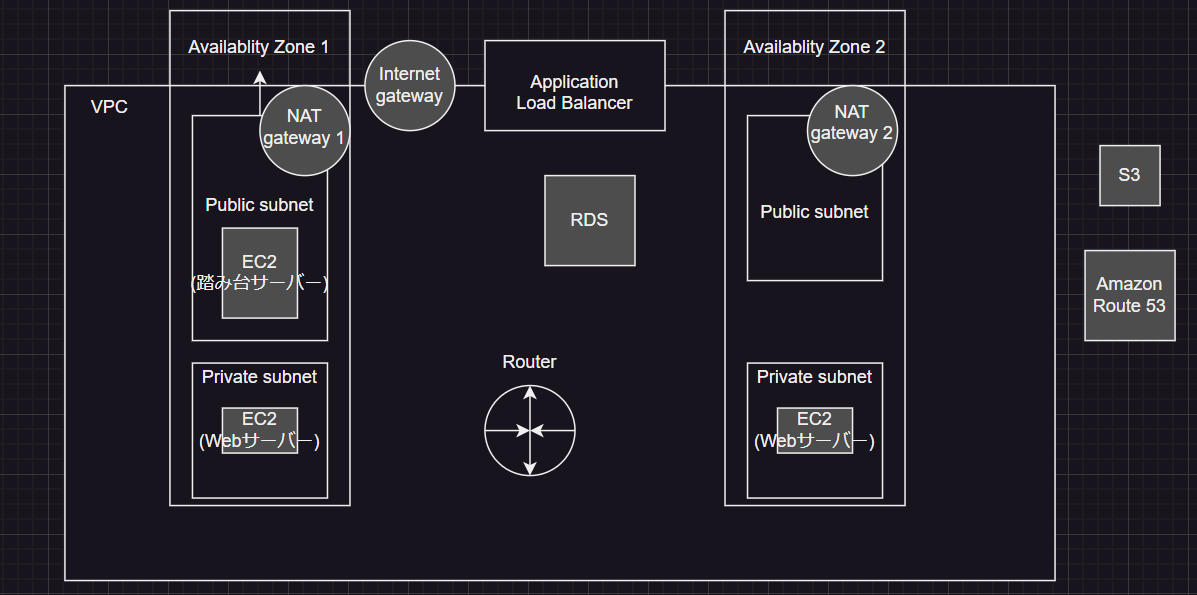 Availablity Zone 1
Internet
gateway
Application
Load Balancer
Availablity Zone 2
VPC
NAT
gateway 1
NAT
gateway 2
S3
Public subnet
RDS
Public subnet
EC2
(踏み台サーバー)
Amazon
Route 53
Router
Private subnet
EC2
(Webサーバー)
Private subnet
EC2
(Webサーバー)